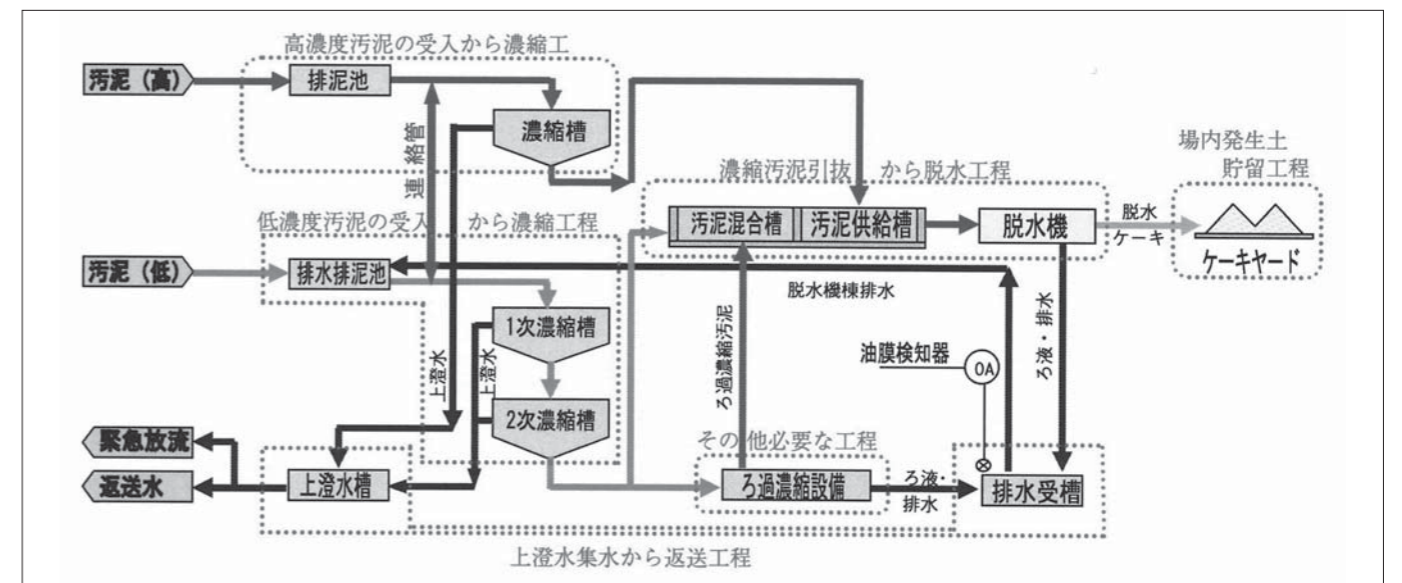 高濃度汚泥の受入から濃縮工
汚泥（高）
排泥池
濃縮槽
連絡管
濃縮汚泥引抜 から脱水工程
場内発生土
貯留工程
汚泥混合槽
汚泥供給槽
脱水機
脱水
ケーキ
ケーキヤード
低濃度汚泥の受入 から濃縮工程
汚泥（低）
排水排泥池
脱水機棟排水
1次濃縮槽
上澄水
上澄水
2次濃縮槽
ろ過濃縮汚泥
油膜検知器
OA
ろ液・排水
緊急放流
返送水
上澄水槽
その他必要な工程
ろ過濃縮設備
ろ液・
排水
排水受槽
上澄水集水から返送工程